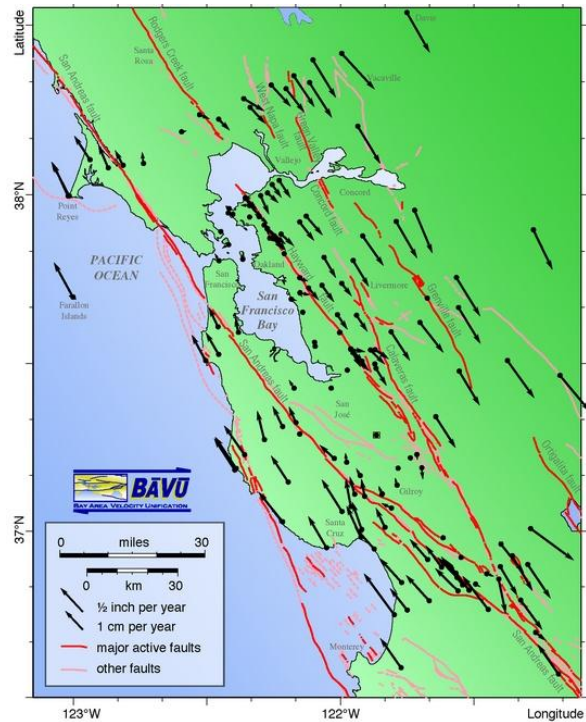 Latitude
Davis
Santa
Rosa
Rodgers Creek fault
San Andreas fault
Vacaville
West Napa fault
Green Valley
fault
Vallejo
Concord
Concord fault
38°N
Point
Reyes
PACIFIC
OCEAN
Oakland
San
Francisco
Hayward fault
Livermore
Greenville fault
San
Francisco
Bay
Farallon
Islands
San Andreas fault
Calaveras fault
San
José
Gilroy
Ortigalita fault
BĀVŪ
BAY AREA VELOCITY UNIFICATION
37°N
Santa
Cruz
0 miles 30
0 km 30
½ inch per year
1 cm per year
major active faults
other faults
Monterey
San Andreas fault
123°W
122°W
Longitude